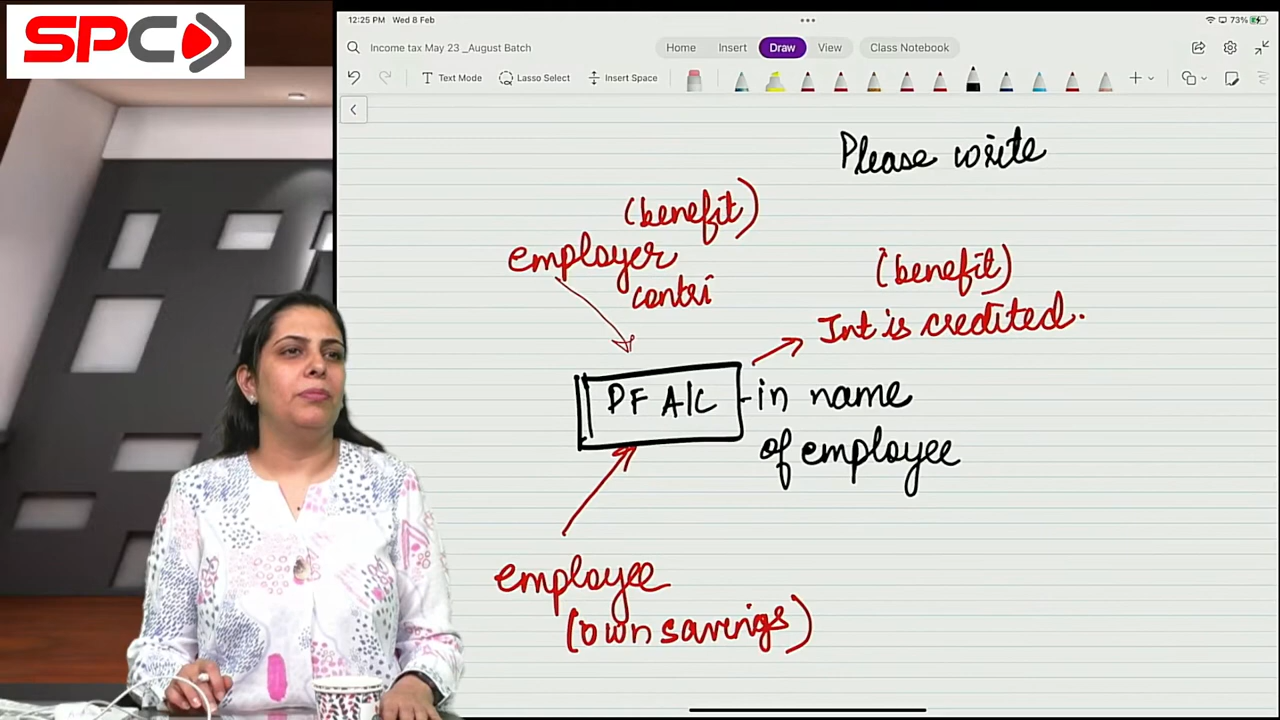 SPC
12:25 PM Wed 8 Feb
73%
Income tax May 23 _August Batch
Home Insert Draw View Class Notebook
Text Mode Lasso Select Insert Space
Please write
(benefit)
employer
contri
(benefit)
Int is credited.
PF A/C - in name
of employee
employee
(own savings)